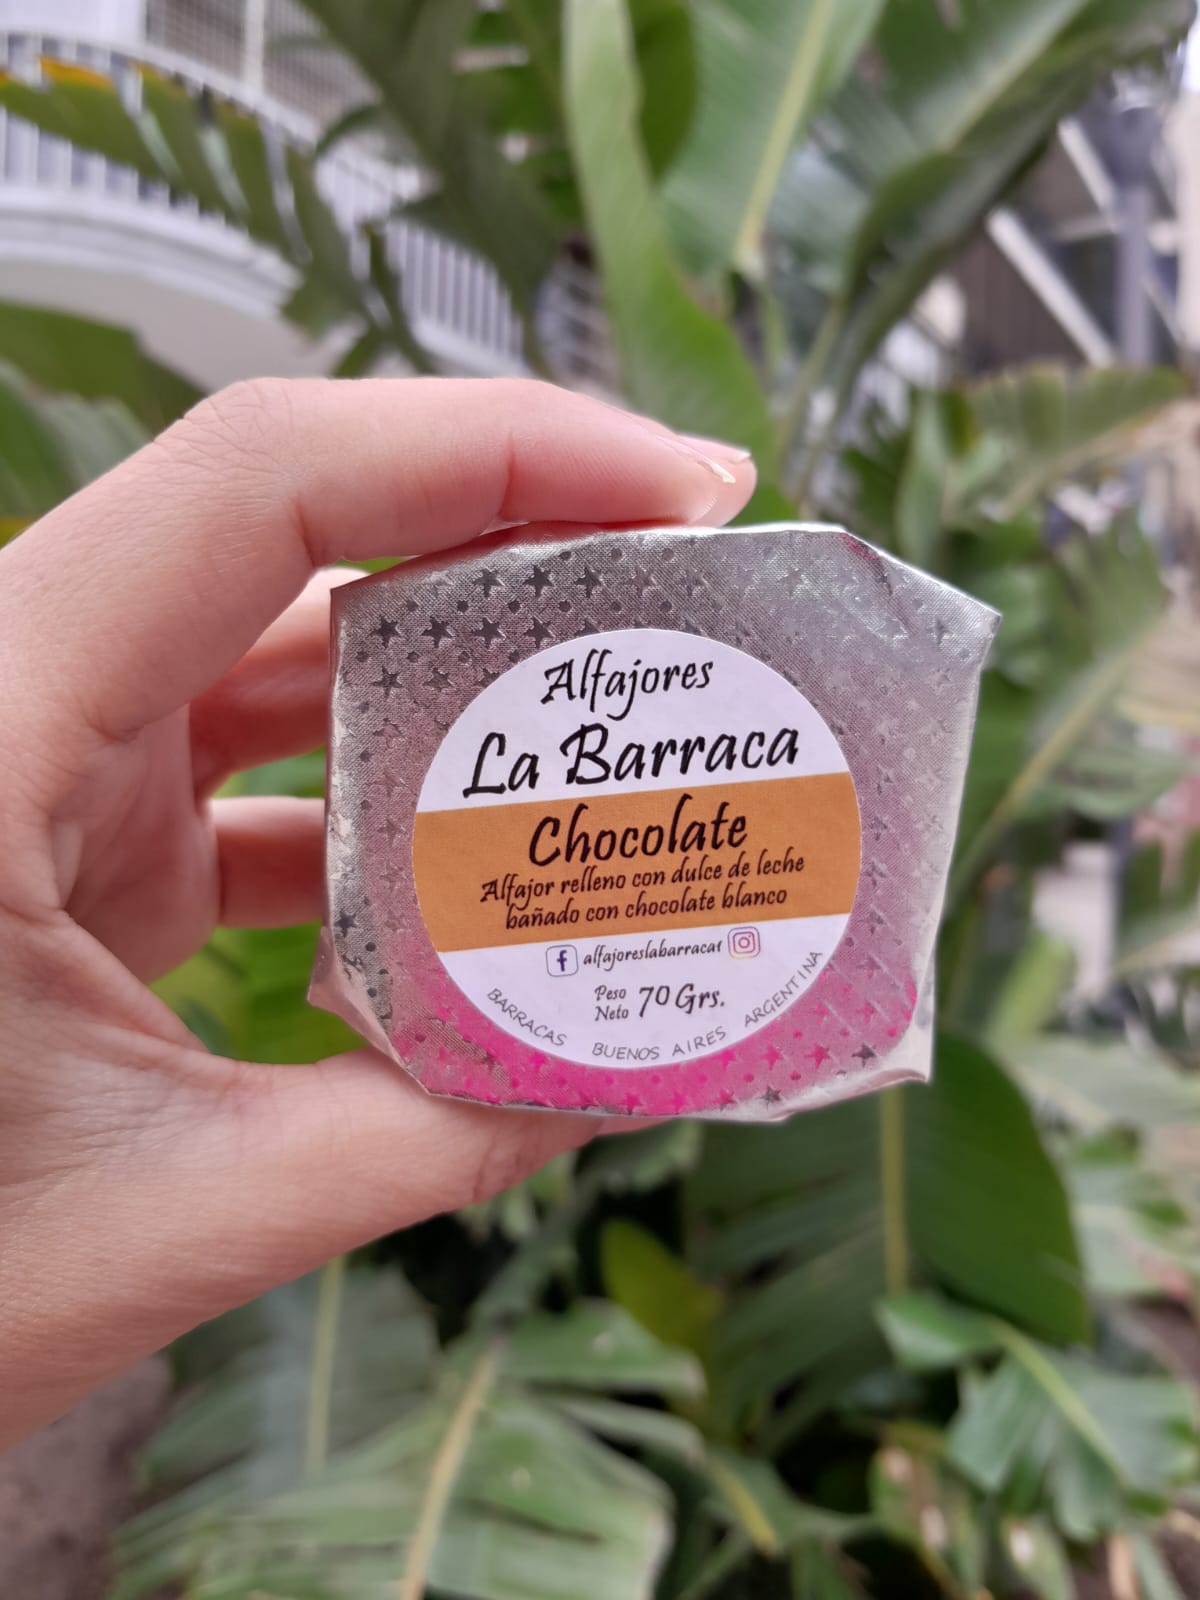 Alfajores
La Barraca
Chocolate
Alfajor relleno con dulce de leche
bañado con chocolate blanco
alfajoreslabarraca1
Peso
Neto 70 Grs.
BARRACAS BUENOS AIRES ARGENTINA